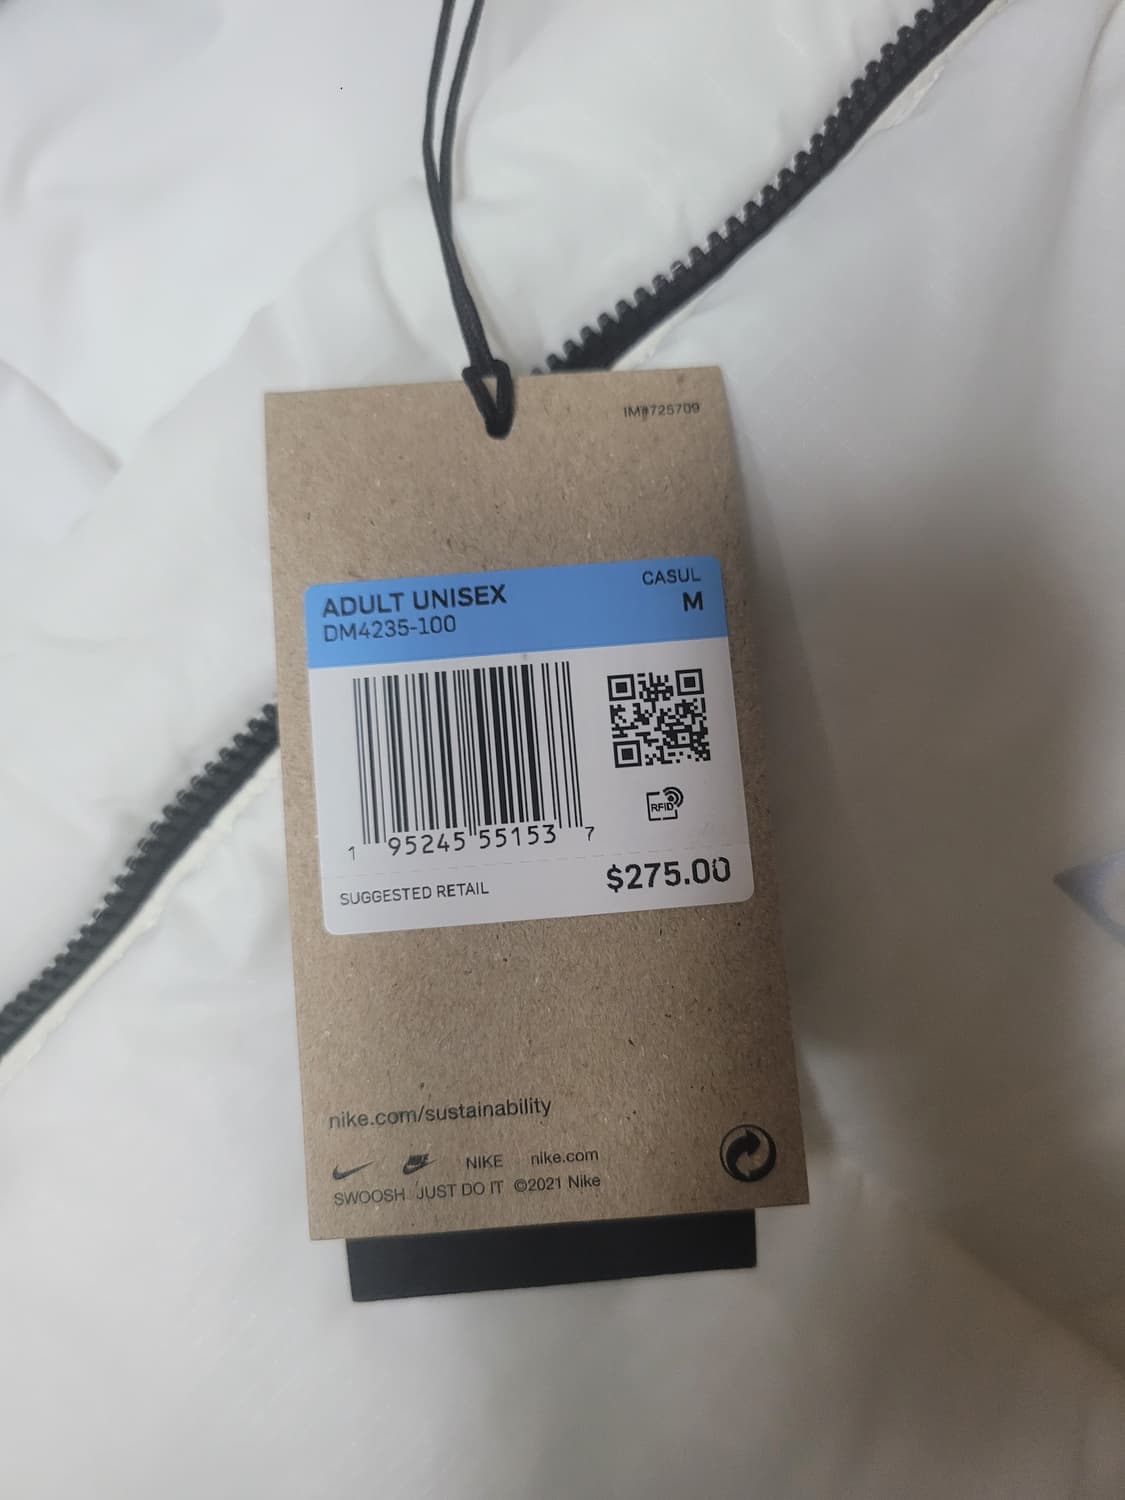 IM#725709
ADULT UNISEX
CASUL
DM4235-100
M
RFID
1 95245 55153 7
SUGGESTED RETAIL
$275.00
nike.com/sustainability
NIKE nike.com
SWOOSH JUST DO IT ©2021 Nike